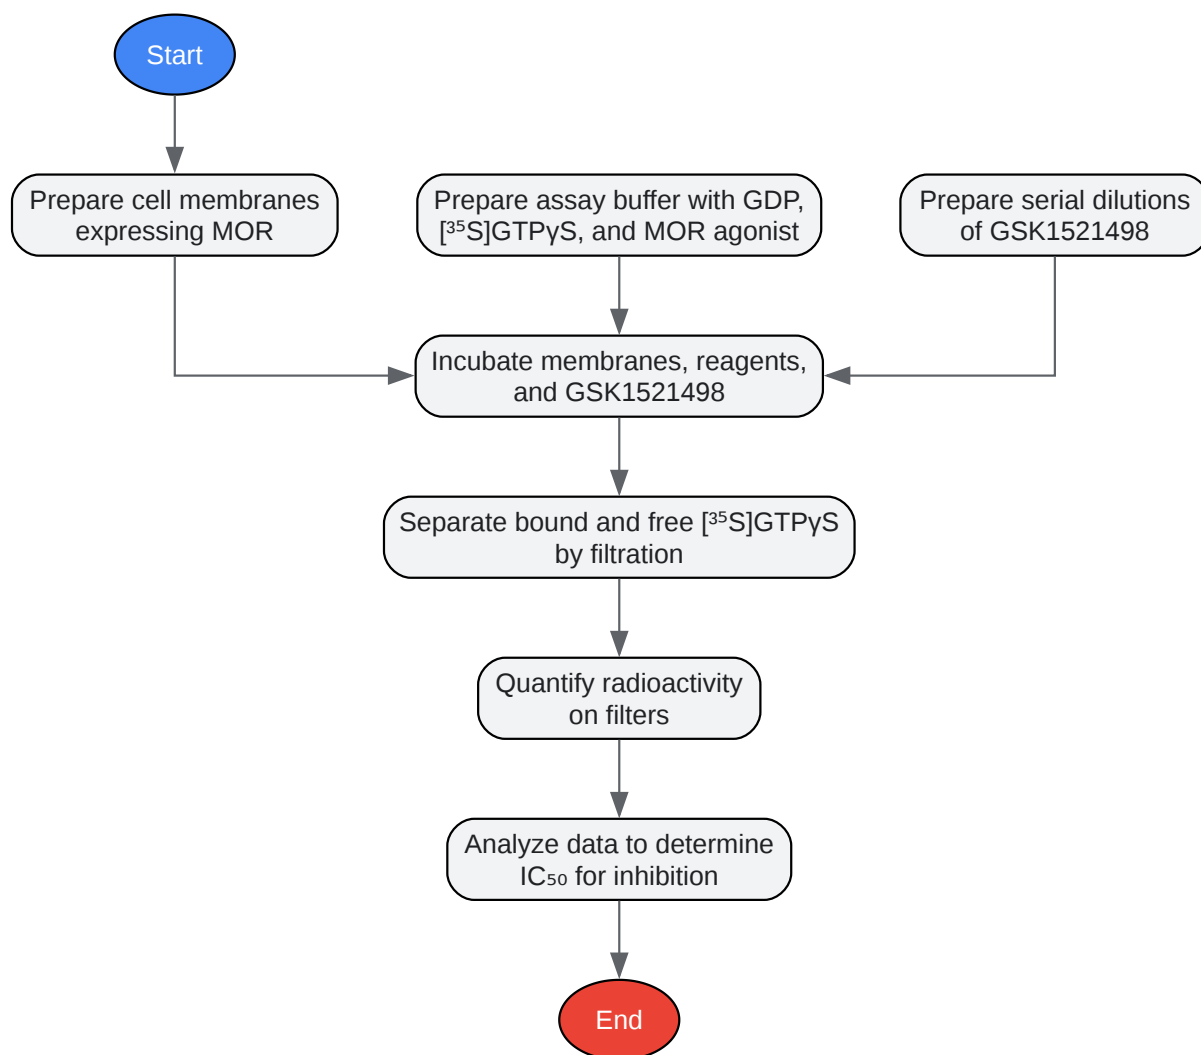 Start
Prepare cell membranes
expressing MOR
Prepare assay buffer with GDP,
[³⁵S]GTPγS, and MOR agonist
Prepare serial dilutions
of GSK1521498
Incubate membranes, reagents,
and GSK1521498
Separate bound and free [³⁵S]GTPγS
by filtration
Quantify radioactivity
on filters
Analyze data to determine
IC₅₀ for inhibition
End